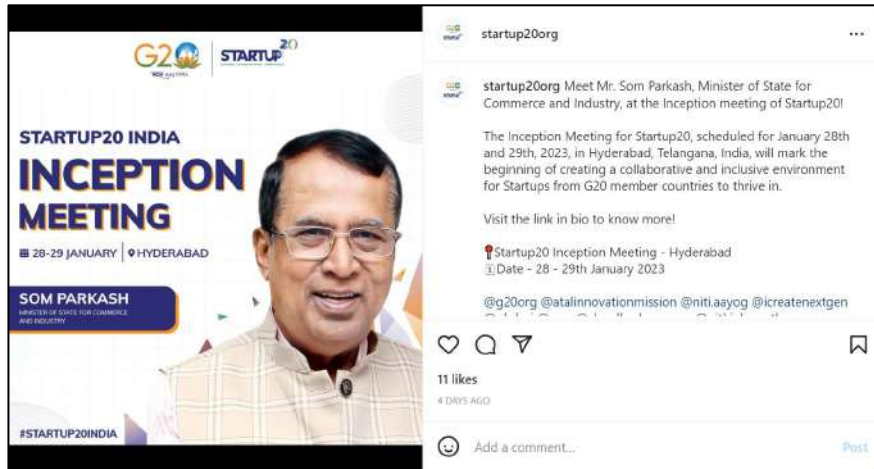 G20
STARTUP20
STARTUP20 INDIA
INCEPTION
MEETING
28-29 JANUARY
HYDERABAD
SOM PARKASH
MINISTER OF STATE FOR COMMERCE
AND INDUSTRY
#STARTUP20INDIA
startup20org
startup20org Meet Mr. Som Parkash, Minister of State for
Commerce and Industry, at the Inception meeting of Startup20!
The Inception Meeting for Startup20, scheduled for January 28th
and 29th, 2023, in Hyderabad, Telangana, India, will mark the
beginning of creating a collaborative and inclusive environment
for Startups from G20 member countries to thrive in.
Visit the link in bio to know more!
Startup20 Inception Meeting - Hyderabad
Date - 28 - 29th January 2023
@g20org @atalinnovationmission @niti.aayog @icreatenextgen
11 likes
4 DAYS AGO
Add a comment...
Post